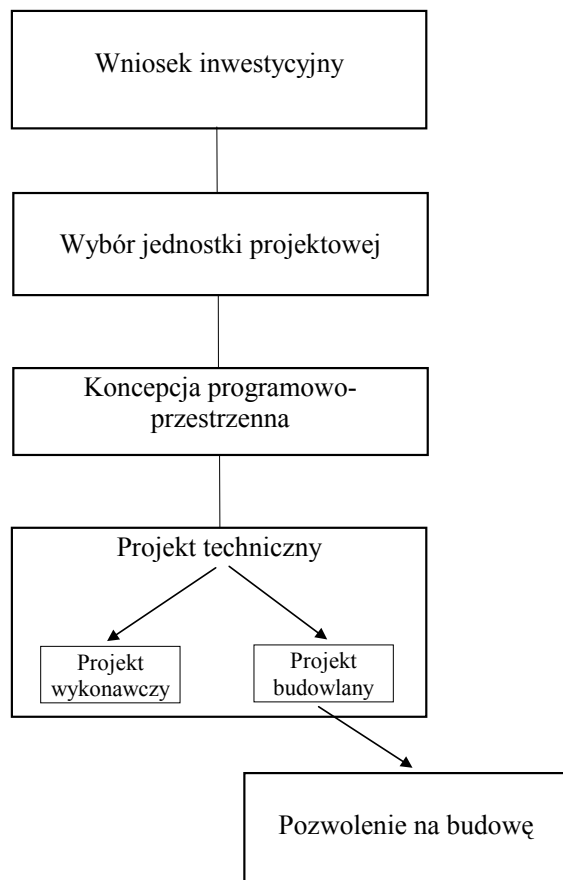 Wniosek inwestycyjny
Wybór jednostki projektowej
Koncepcja programowo-
przestrzenna
Projekt techniczny
Projekt
wykonawczy
Projekt
budowlany
Pozwolenie na budowę